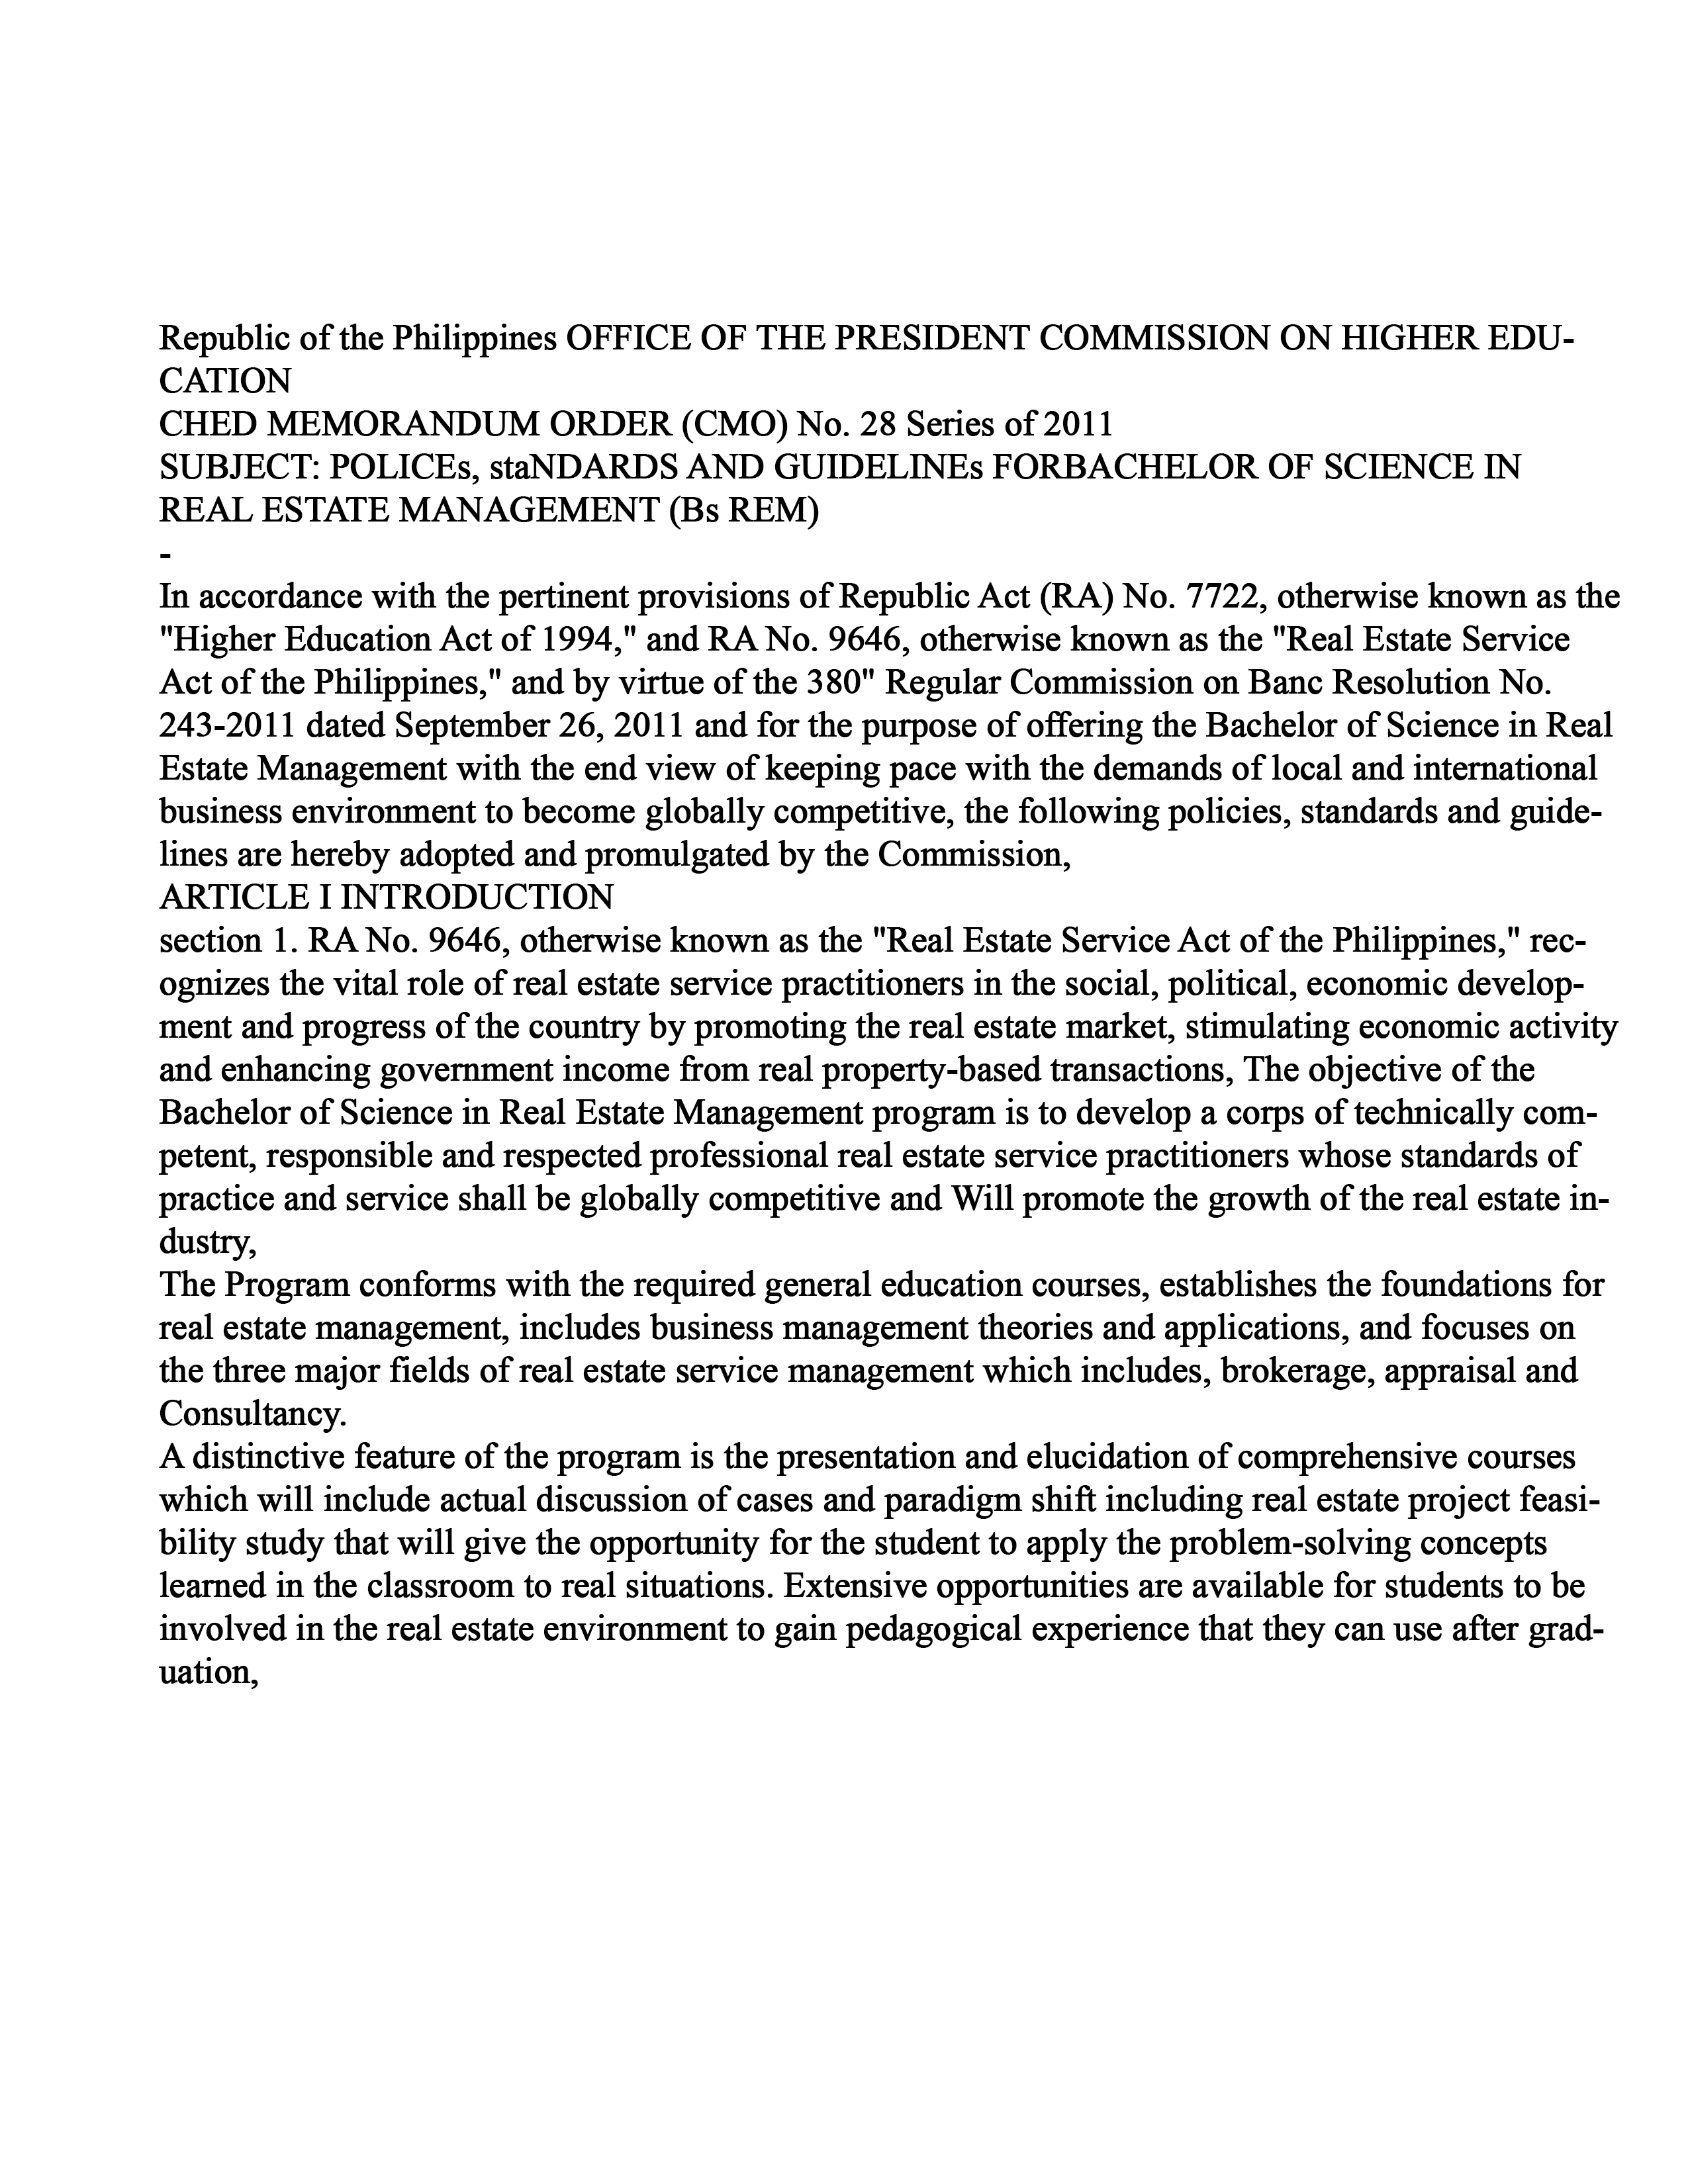 Republic of the Philippines OFFICE OF THE PRESIDENT COMMISSION ON HIGHER EDU-
CATION
CHED MEMORANDUM ORDER (CMO) No. 28 Series of 2011
SUBJECT: POLICEs, staNDARDS AND GUIDELINEs FORBACHELOR OF SCIENCE IN
REAL ESTATE MANAGEMENT (Bs REM)
-
In accordance with the pertinent provisions of Republic Act (RA) No. 7722, otherwise known as the
"Higher Education Act of 1994," and RA No. 9646, otherwise known as the "Real Estate Service
Act of the Philippines," and by virtue of the 380" Regular Commission on Banc Resolution No.
243-2011 dated September 26, 2011 and for the purpose of offering the Bachelor of Science in Real
Estate Management with the end view of keeping pace with the demands of local and international
business environment to become globally competitive, the following policies, standards and guide-
lines are hereby adopted and promulgated by the Commission,
ARTICLE I INTRODUCTION
section 1. RA No. 9646, otherwise known as the "Real Estate Service Act of the Philippines," rec-
ognizes the vital role of real estate service practitioners in the social, political, economic develop-
ment and progress of the country by promoting the real estate market, stimulating economic activity
and enhancing government income from real property-based transactions, The objective of the
Bachelor of Science in Real Estate Management program is to develop a corps of technically com-
petent, responsible and respected professional real estate service practitioners whose standards of
practice and service shall be globally competitive and Will promote the growth of the real estate in-
dustry,
The Program conforms with the required general education courses, establishes the foundations for
real estate management, includes business management theories and applications, and focuses on
the three major fields of real estate service management which includes, brokerage, appraisal and
Consultancy.
A distinctive feature of the program is the presentation and elucidation of comprehensive courses
which will include actual discussion of cases and paradigm shift including real estate project feasi-
bility study that will give the opportunity for the student to apply the problem-solving concepts
learned in the classroom to real situations. Extensive opportunities are available for students to be
involved in the real estate environment to gain pedagogical experience that they can use after grad-
uation,